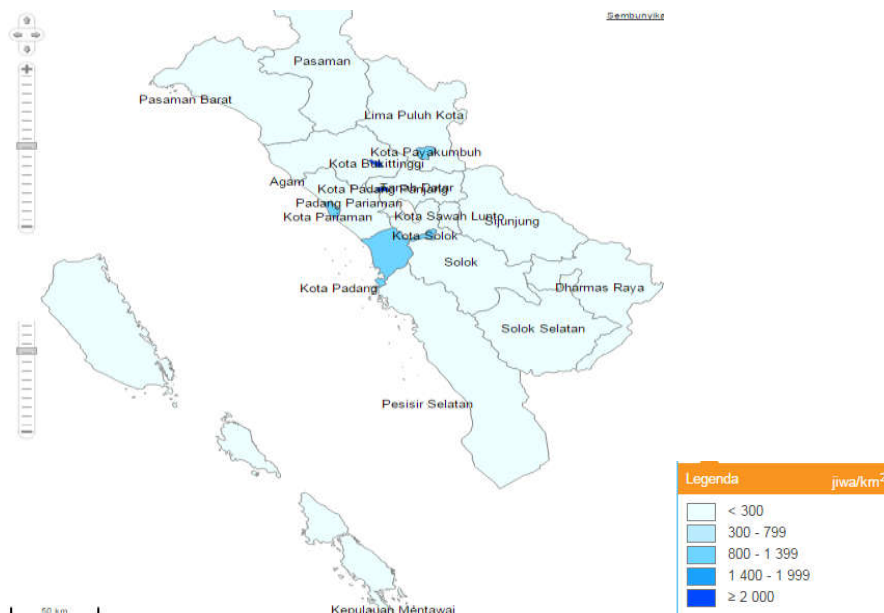 Sembunyika
Pasaman
Pasaman Barat
Lima Puluh Kota
Kota Payakumbuh
Kota Bukittinggi
Agam
Tanah Datar
Kota Padang Panjang
Padang Pariaman
Kota Pariaman
Kota Sawah Lunto
Sijunjung
Kota Solok
Solok
Kota Padang
Dharmas Raya
Solok Selatan
Pesisir Selatan
Legenda jiwa/km²
< 300
300 - 799
800 - 1 399
1 400 - 1 999
≥ 2 000
50 km
Kepulauan Mentawai